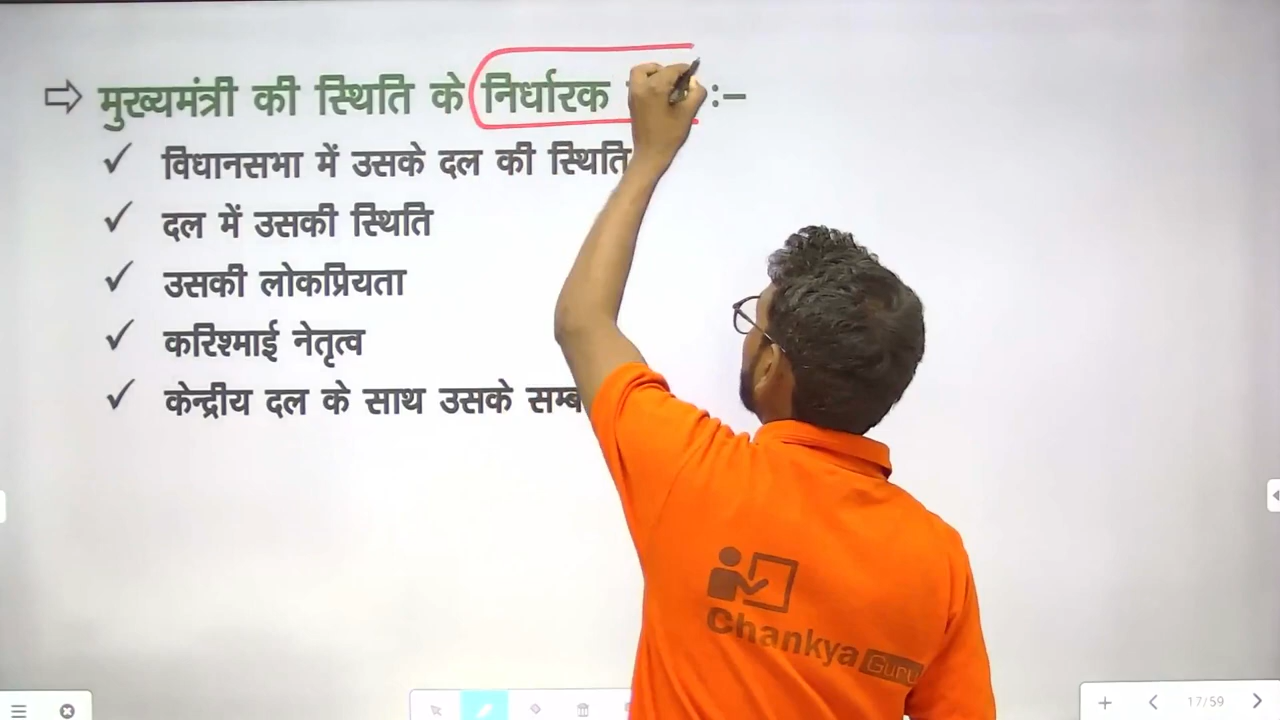 मुख्यमंत्री की स्थिति के निर्धारक :–
विधानसभा में उसके दल की स्थिति
दल में उसकी स्थिति
उसकी लोकप्रियता
करिश्माई नेतृत्व
केन्द्रीय दल के साथ उसके
Chankya
Guru
17/59